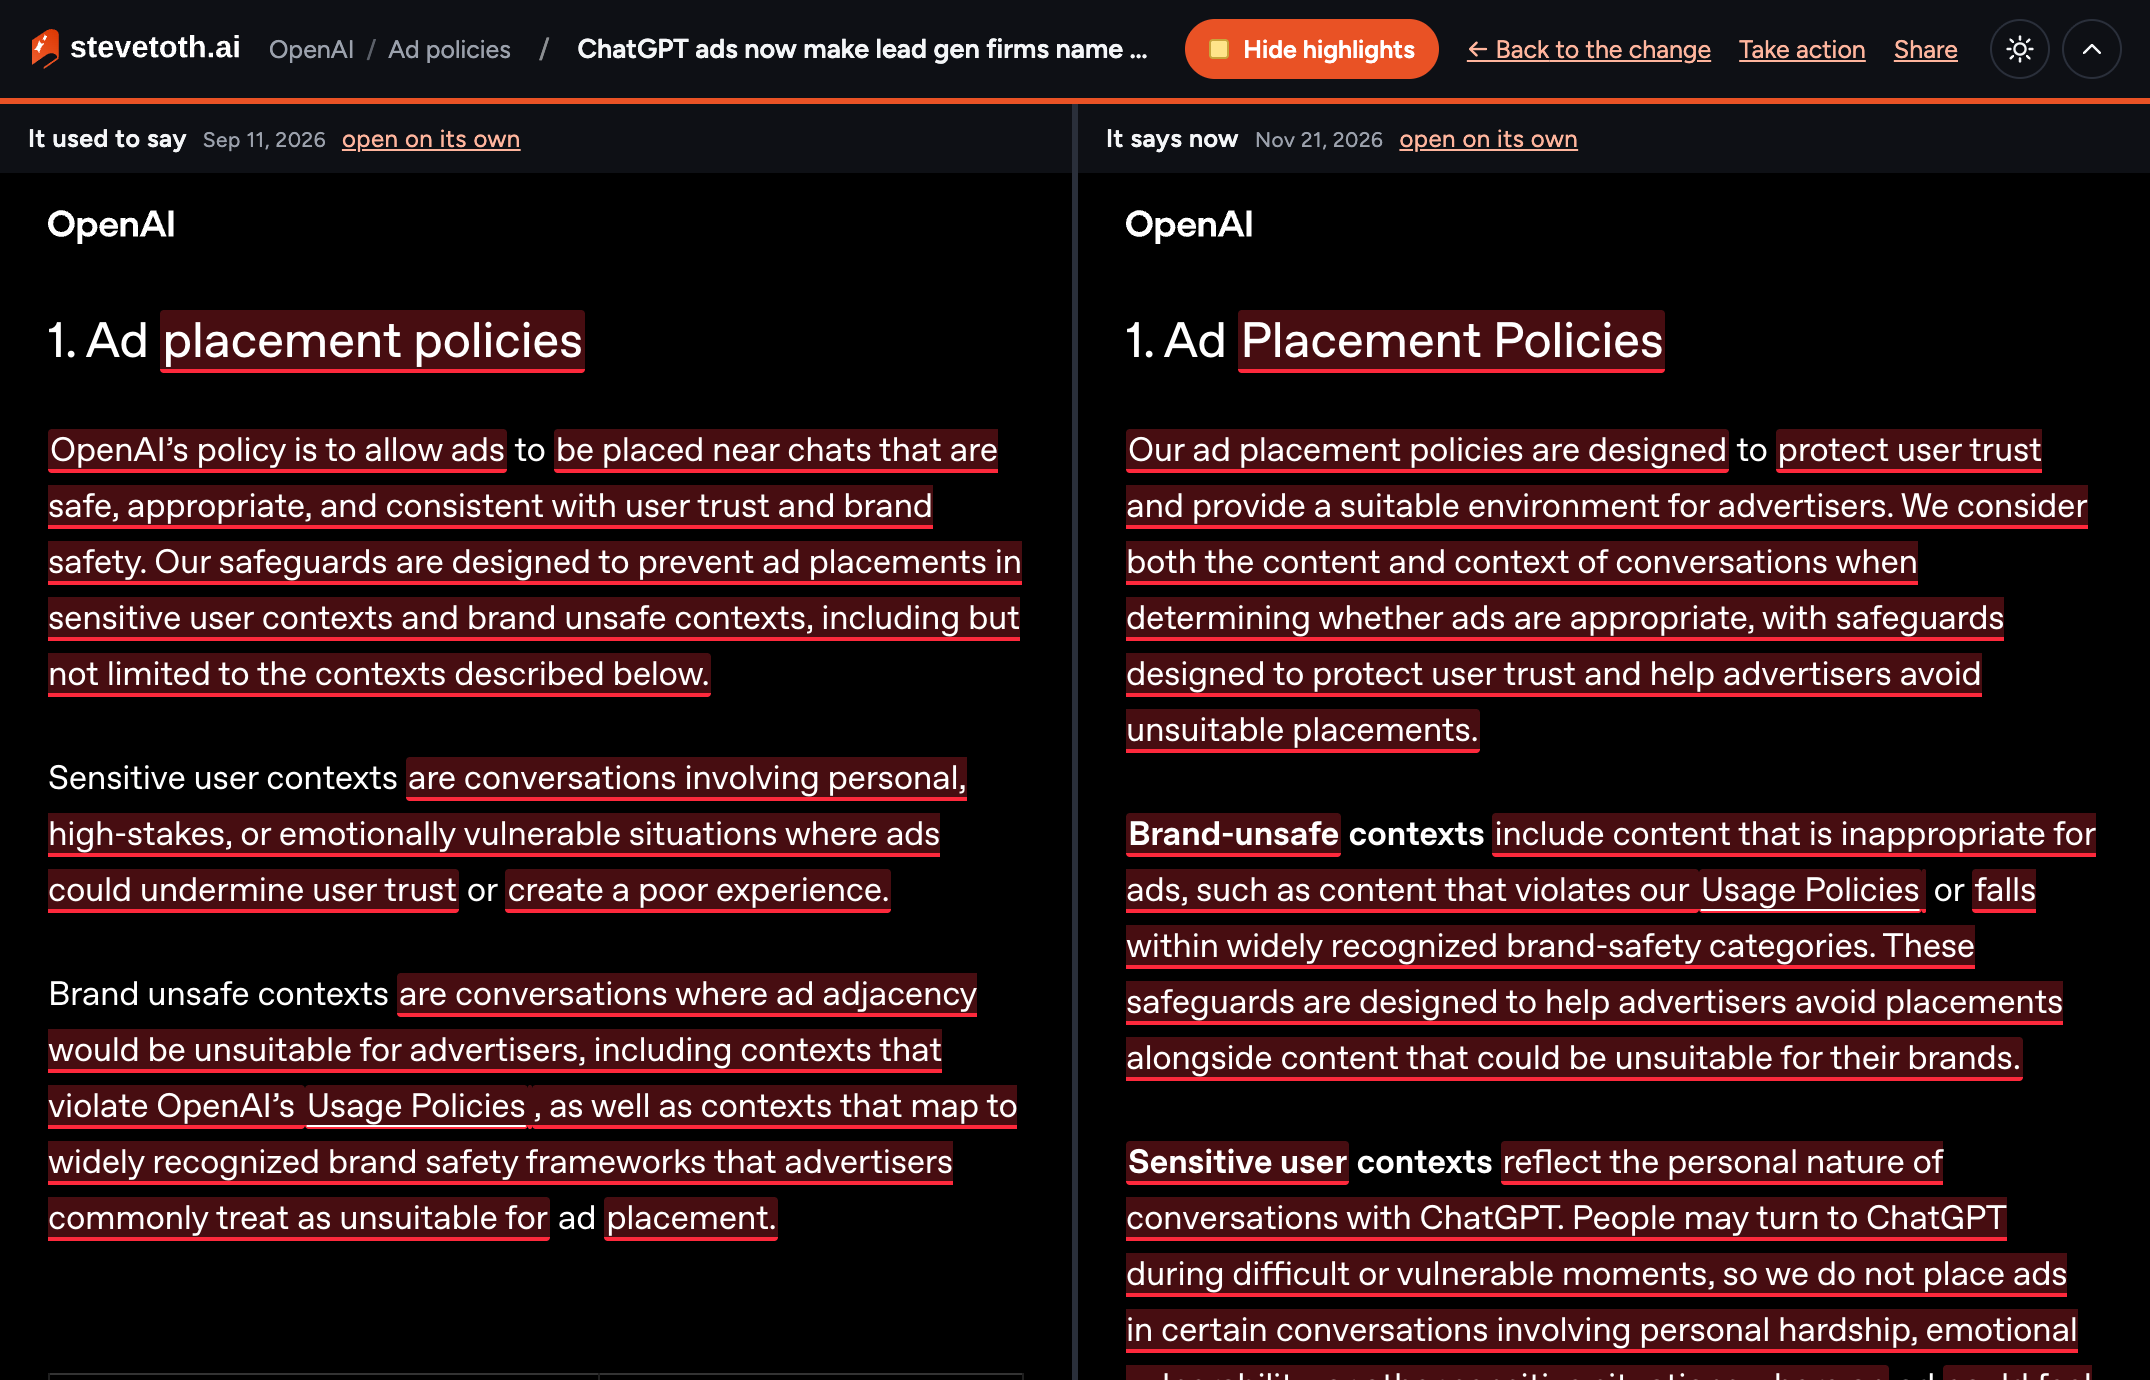 stevetoth.ai OpenAI / Ad policies / ChatGPT ads now make lead gen firms name ... Hide highlights ← Back to the change Take action Share
It used to say Sep 11, 2026 open on its own
OpenAI
1. Ad placement policies
OpenAI’s policy is to allow ads to be placed near chats that are
safe, appropriate, and consistent with user trust and brand
safety. Our safeguards are designed to prevent ad placements in
sensitive user contexts and brand unsafe contexts, including but
not limited to the contexts described below.
Sensitive user contexts are conversations involving personal,
high-stakes, or emotionally vulnerable situations where ads
could undermine user trust or create a poor experience.
Brand unsafe contexts are conversations where ad adjacency
would be unsuitable for advertisers, including contexts that
violate OpenAI’s Usage Policies , as well as contexts that map to
widely recognized brand safety frameworks that advertisers
commonly treat as unsuitable for ad placement.
It says now Nov 21, 2026 open on its own
OpenAI
1. Ad Placement Policies
Our ad placement policies are designed to protect user trust
and provide a suitable environment for advertisers. We consider
both the content and context of conversations when
determining whether ads are appropriate, with safeguards
designed to protect user trust and help advertisers avoid
unsuitable placements.
Brand-unsafe contexts include content that is inappropriate for
ads, such as content that violates our Usage Policies or falls
within widely recognized brand-safety categories. These
safeguards are designed to help advertisers avoid placements
alongside content that could be unsuitable for their brands.
Sensitive user contexts reflect the personal nature of
conversations with ChatGPT. People may turn to ChatGPT
during difficult or vulnerable moments, so we do not place ads
in certain conversations involving personal hardship, emotional